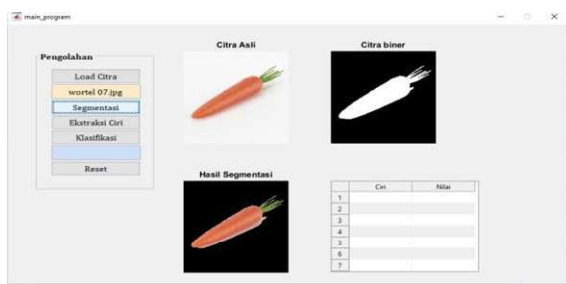 main_program
Pengolahan
Load Citra
wortel 07.jpg
Segmentasi
Ekstraksi Ciri
Klasifikasi
Reset
Citra Asli
Citra biner
Hasil Segmentasi
Ciri Nilai
1
2
3
4
5
6
7